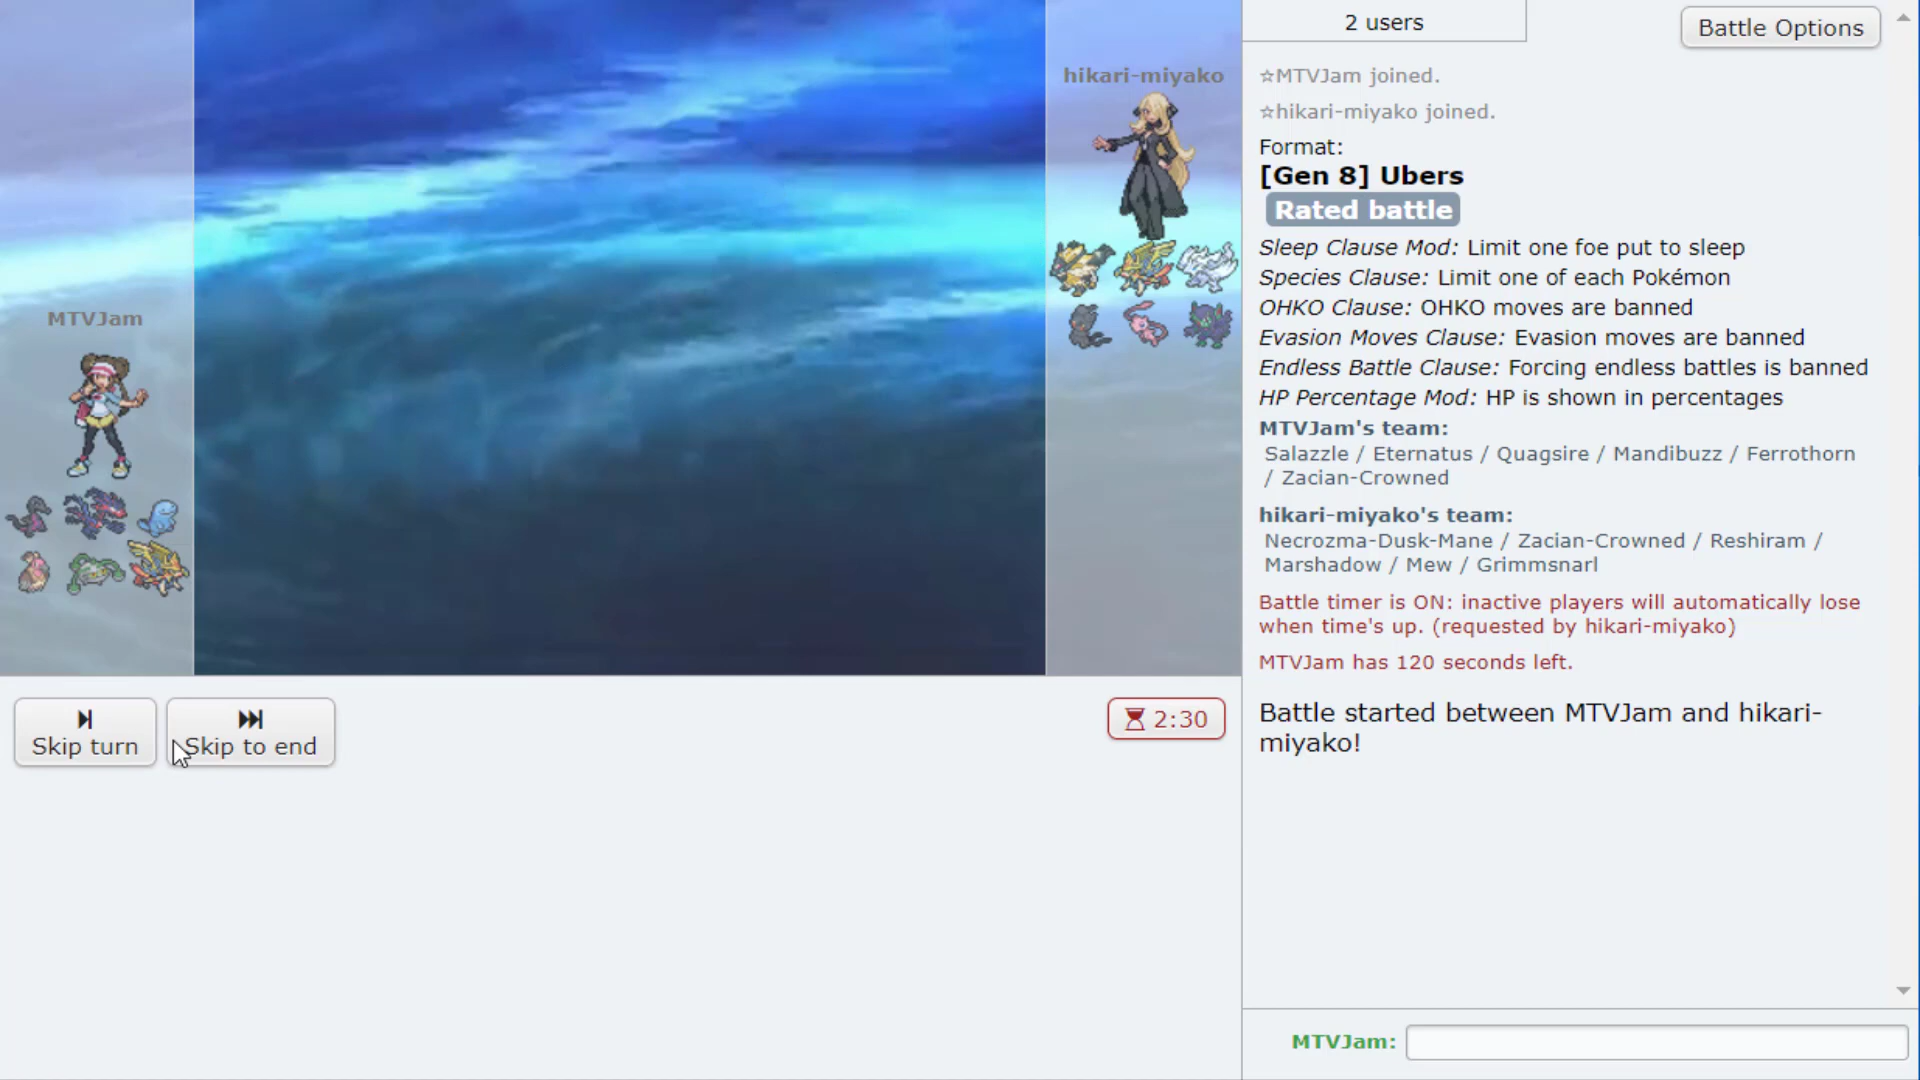 2 users
Battle Options
☆MTVJam joined.
☆hikari-miyako joined.
Format:
[Gen 8] Ubers
Rated battle
Sleep Clause Mod: Limit one foe put to sleep
Species Clause: Limit one of each Pokémon
OHKO Clause: OHKO moves are banned
Evasion Moves Clause: Evasion moves are banned
Endless Battle Clause: Forcing endless battles is banned
HP Percentage Mod: HP is shown in percentages
MTVJam's team:
Salazzle / Eternatus / Quagsire / Mandibuzz / Ferrothorn
/ Zacian-Crowned
hikari-miyako's team:
Necrozma-Dusk-Mane / Zacian-Crowned / Reshiram /
Marshadow / Mew / Grimmsnarl
Battle timer is ON: inactive players will automatically lose
when time's up. (requested by hikari-miyako)
MTVJam has 120 seconds left.
Battle started between MTVJam and hikari-
miyako!
MTVJam:
hikari-miyako
MTVJam
Skip turn
Skip to end
2:30